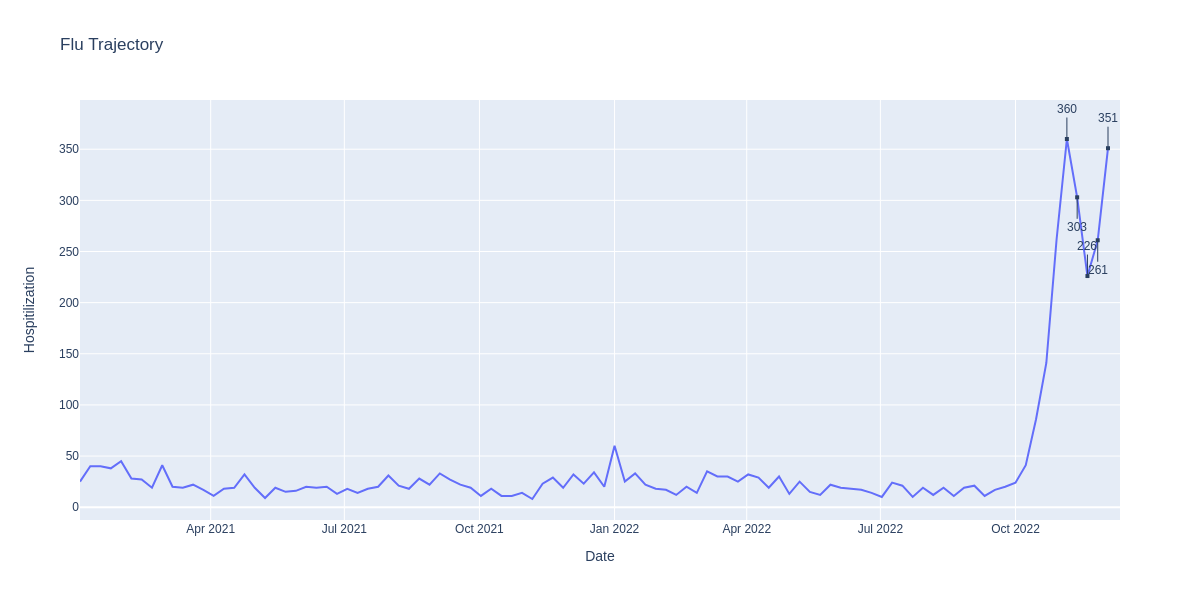 Flu Trajectory
360
351
303
226
261
350
300
250
200
150
100
50
0
Hospitilization
Apr 2021
Jul 2021
Oct 2021
Jan 2022
Apr 2022
Jul 2022
Oct 2022
Date